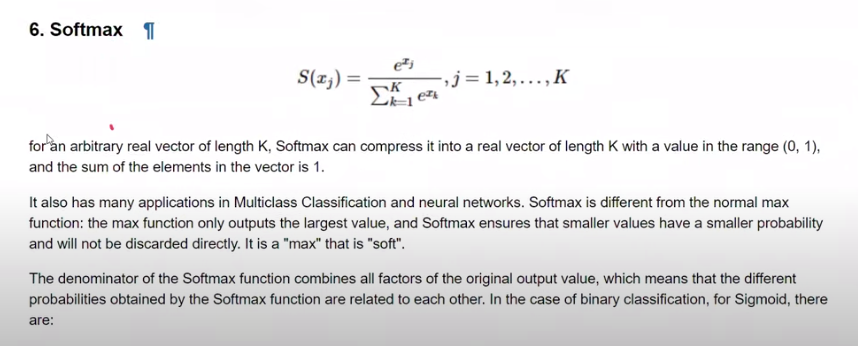 6. Softmax ¶
S(x_j) = \frac{e^{x_j}}{\sum_{k=1}^{K} e^{x_k}}, j = 1, 2, ..., K
for an arbitrary real vector of length K, Softmax can compress it into a real vector of length K with a value in the range (0, 1),
and the sum of the elements in the vector is 1.
It also has many applications in Multiclass Classification and neural networks. Softmax is different from the normal max
function: the max function only outputs the largest value, and Softmax ensures that smaller values have a smaller probability
and will not be discarded directly. It is a "max" that is "soft".
The denominator of the Softmax function combines all factors of the original output value, which means that the different
probabilities obtained by the Softmax function are related to each other. In the case of binary classification, for Sigmoid, there
are: